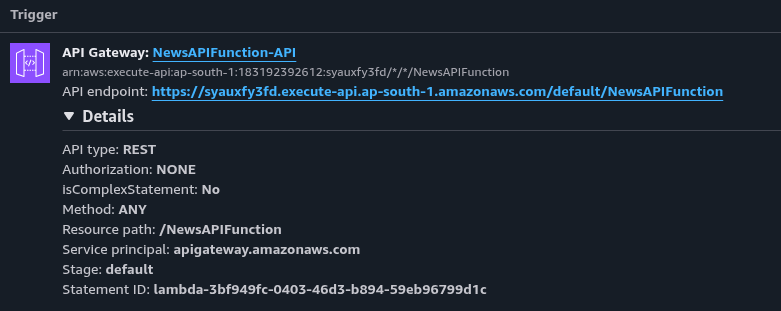 Trigger
API Gateway: NewsAPIFunction-API
arn:aws:execute-api:ap-south-1:183192392612:syauxfy3fd/*/*/NewsAPIFunction
API endpoint: https://syauxfy3fd.execute-api.ap-south-1.amazonaws.com/default/NewsAPIFunction
▼ Details
API type: REST
Authorization: NONE
isComplexStatement: No
Method: ANY
Resource path: /NewsAPIFunction
Service principal: apigateway.amazonaws.com
Stage: default
Statement ID: lambda-3bf949fc-0403-46d3-b894-59eb96799d1c